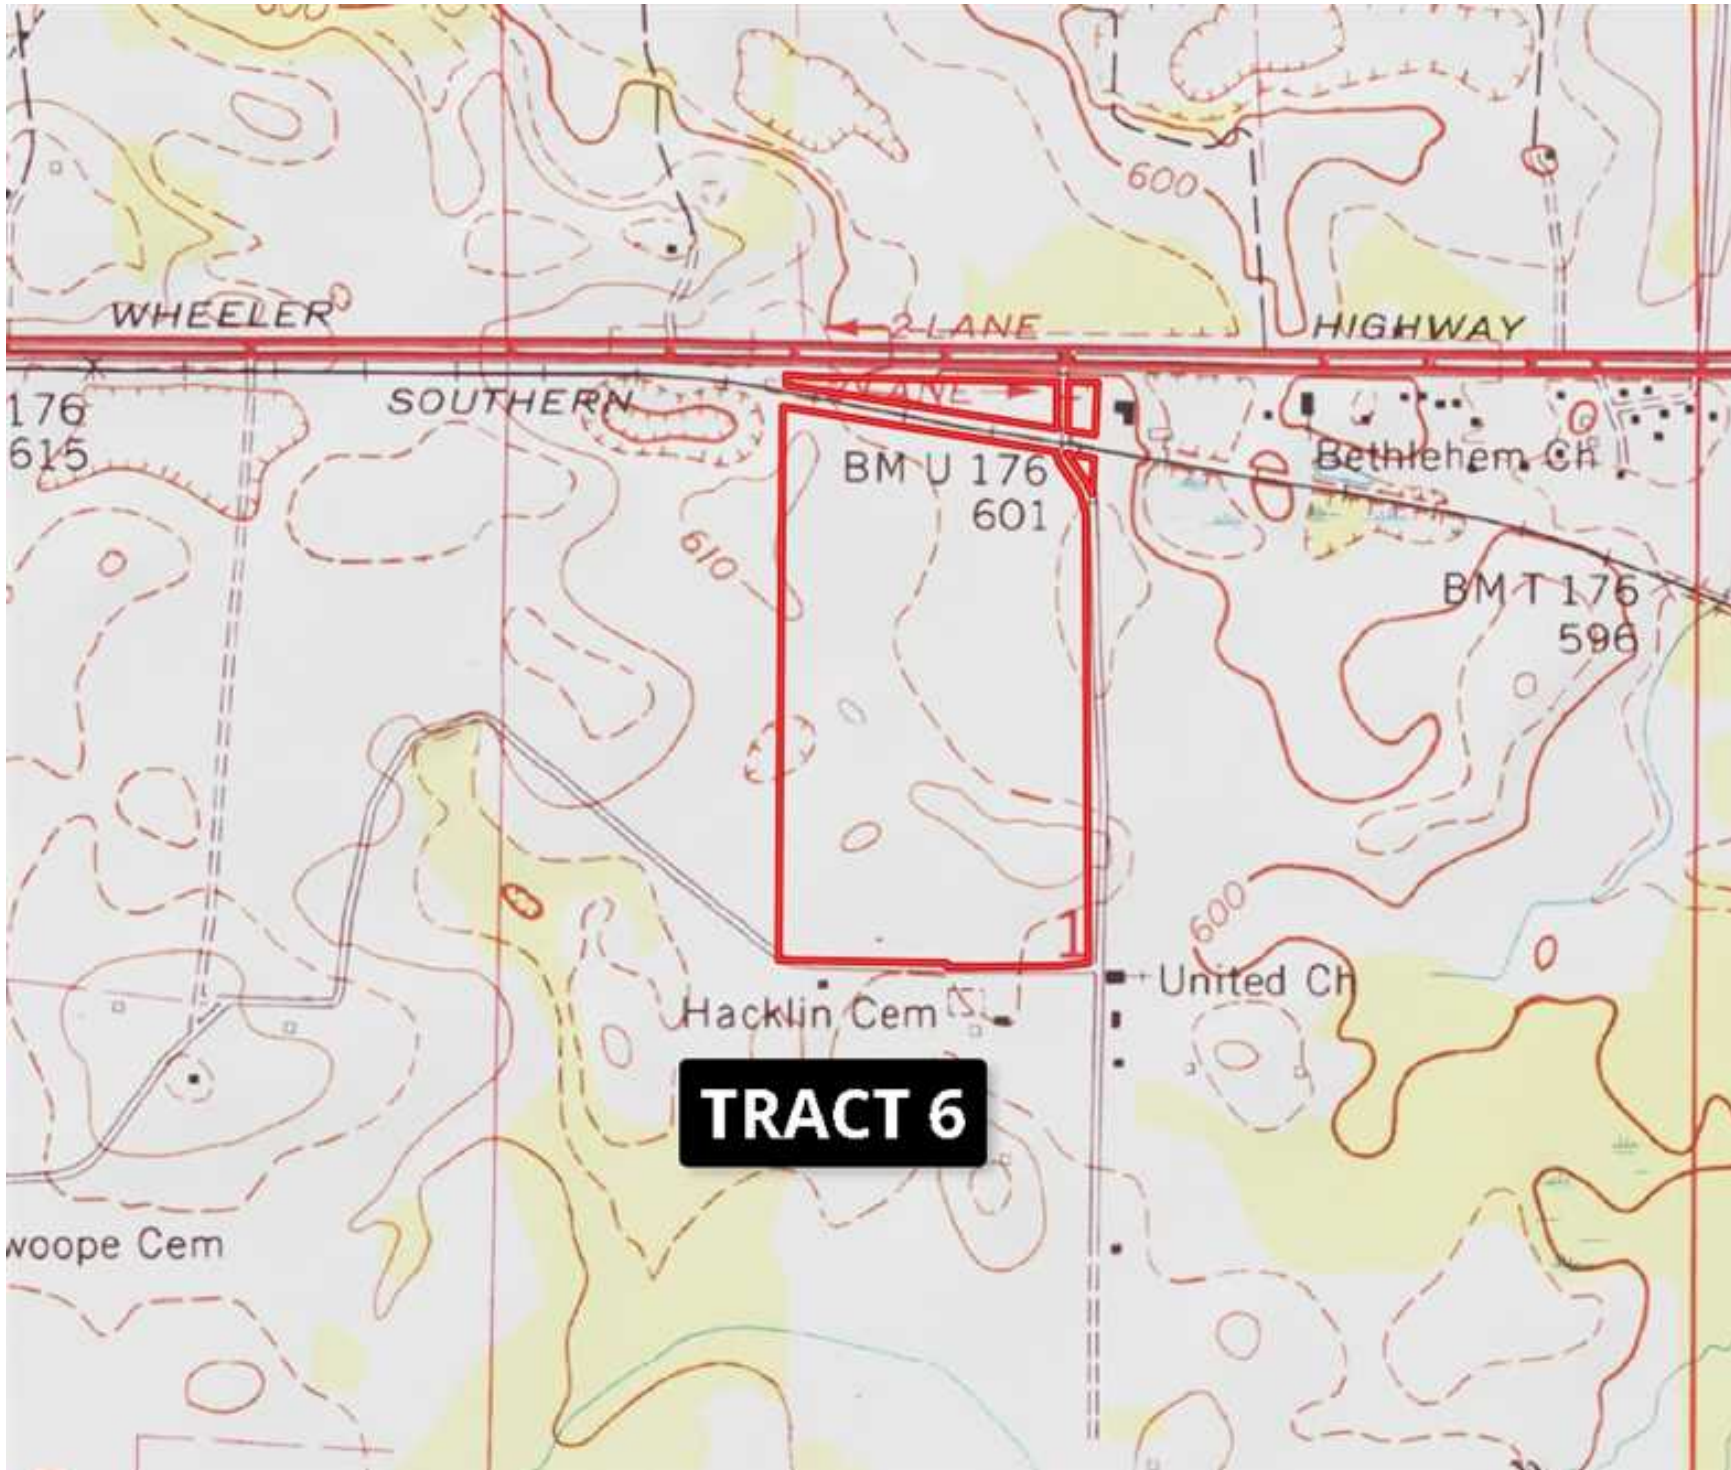 600
WHEELER
2 LANE
HIGHWAY
176
615
SOUTHERN
LANE
Bethlehem Ch
BM U 176
601
610
BM T 176
596
600
1
United Ch
Hacklin Cem
TRACT 6
woope Cem